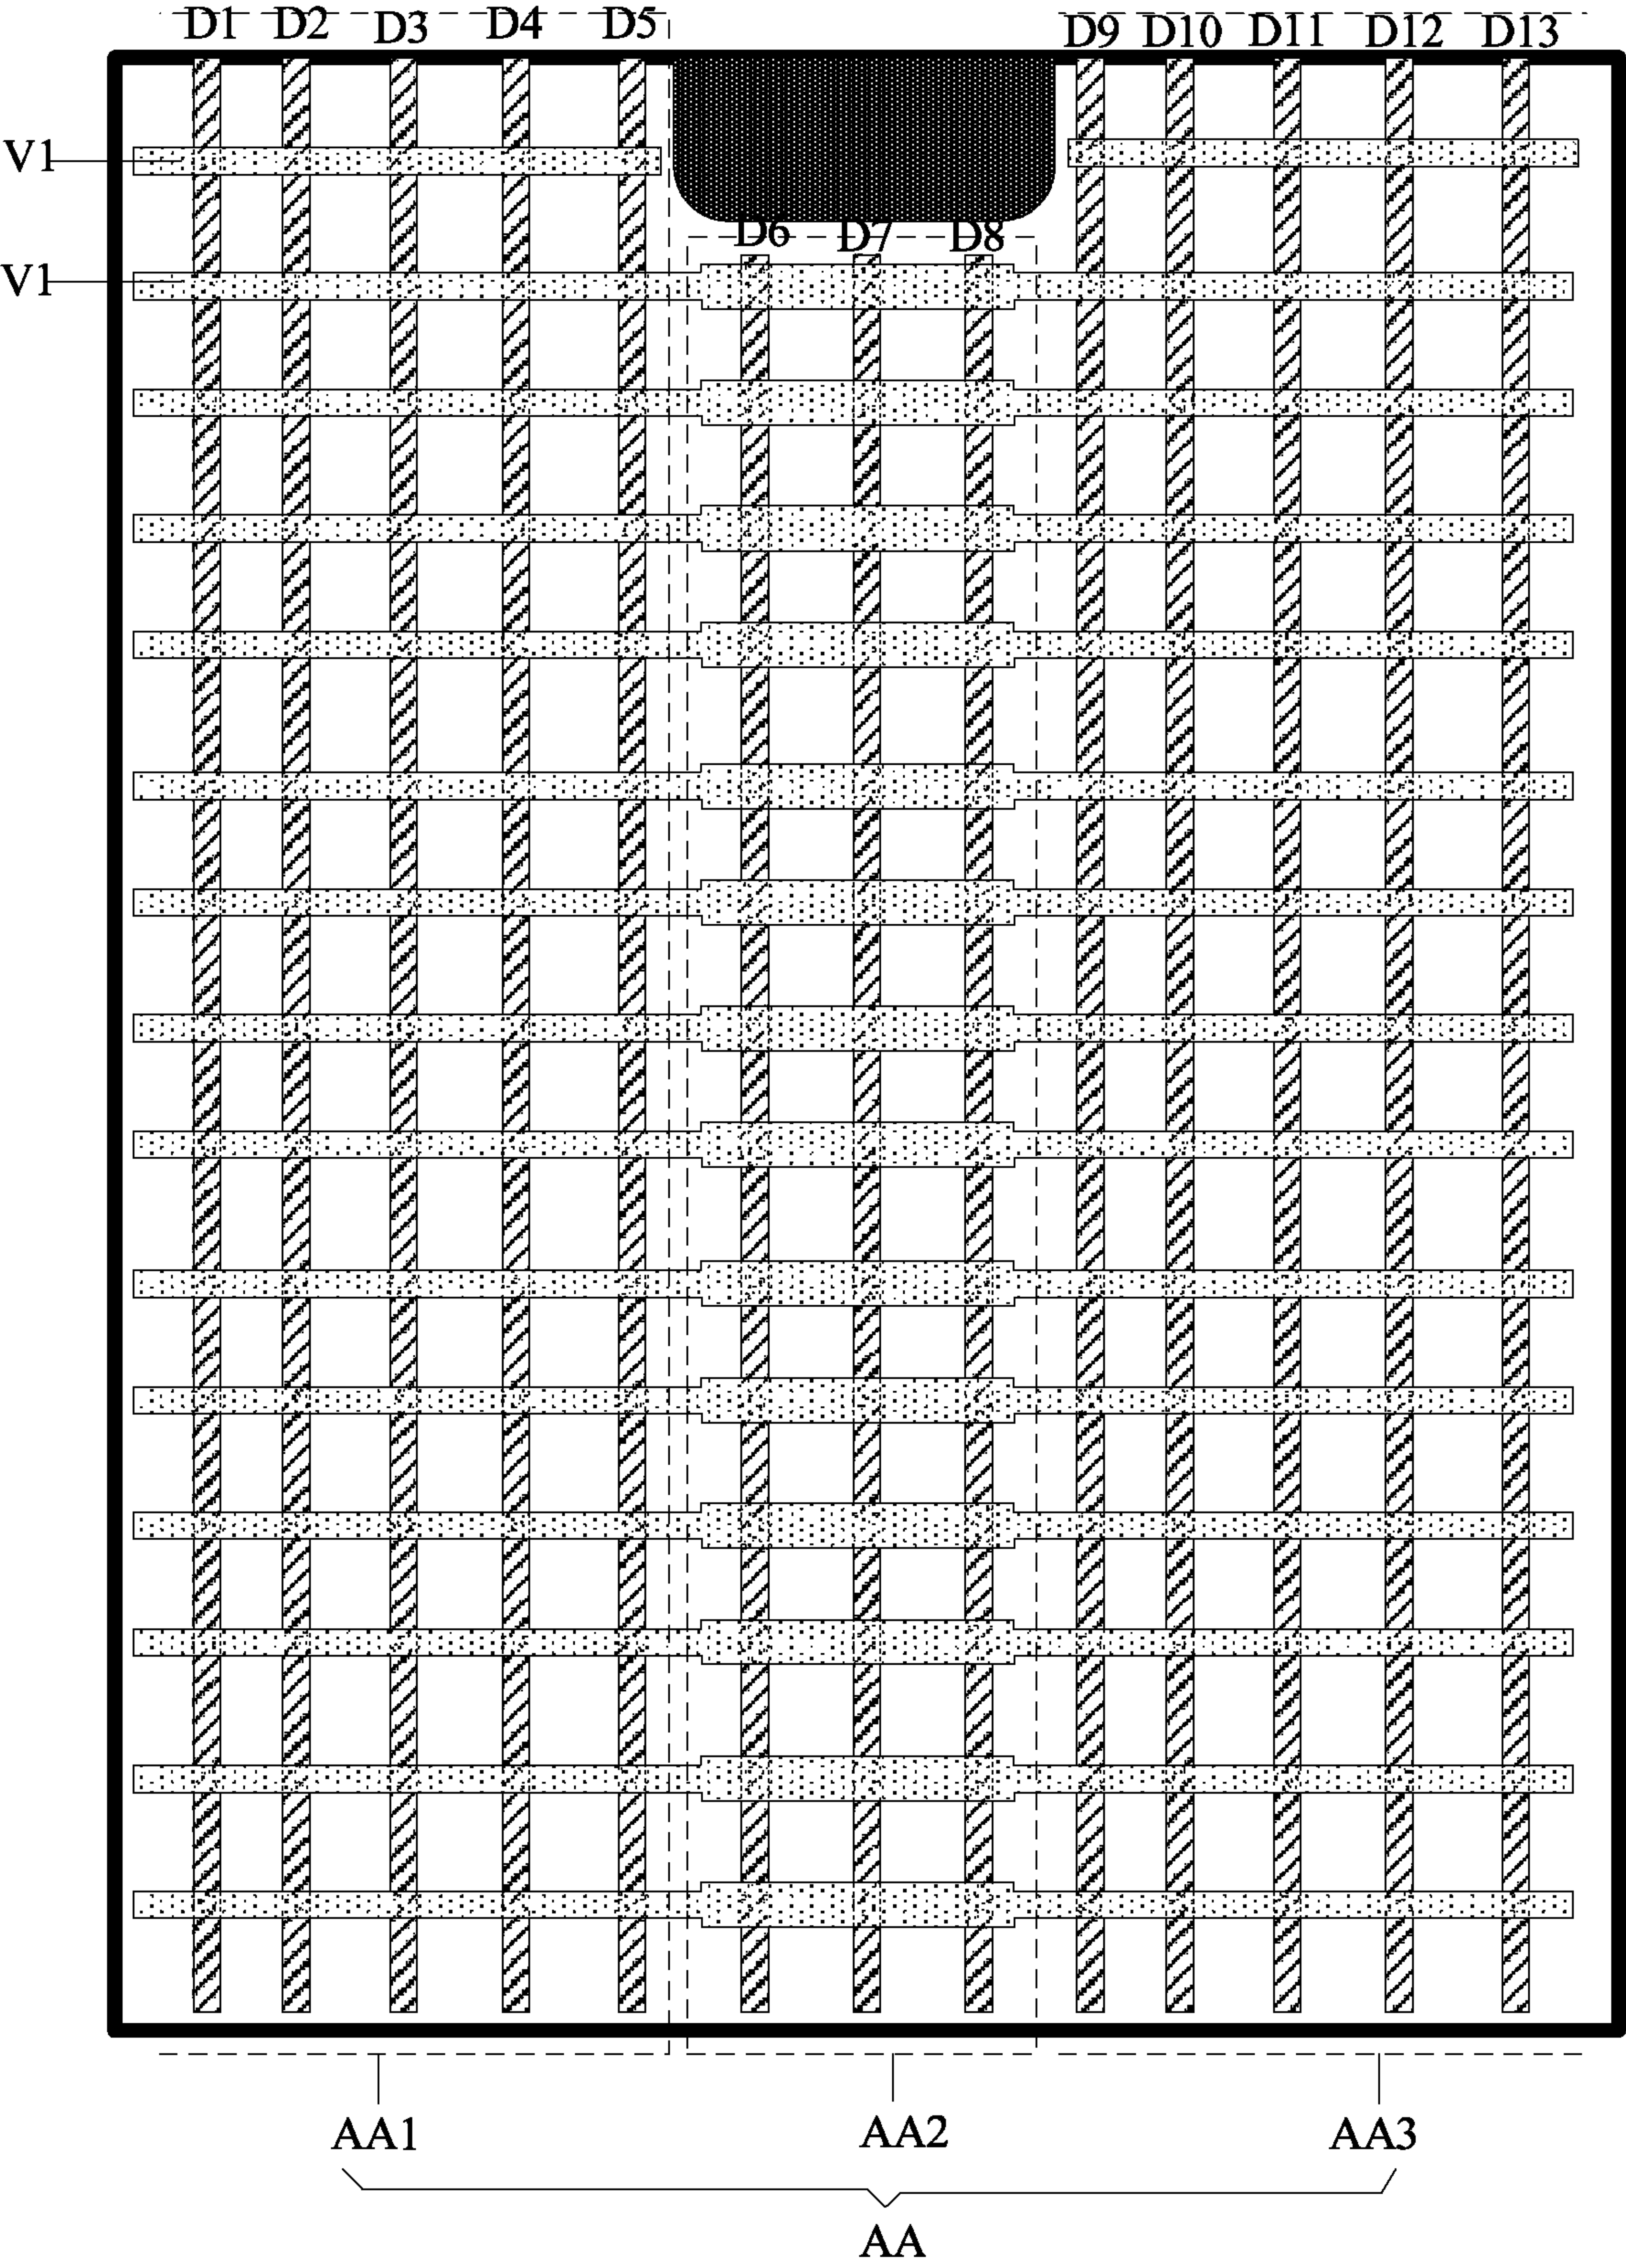 D1 D2 D3 D4 D5 D9 D10 D11 D12 D13
V1
D6 D7 D8
V1
AA1 AA2 AA3
AA